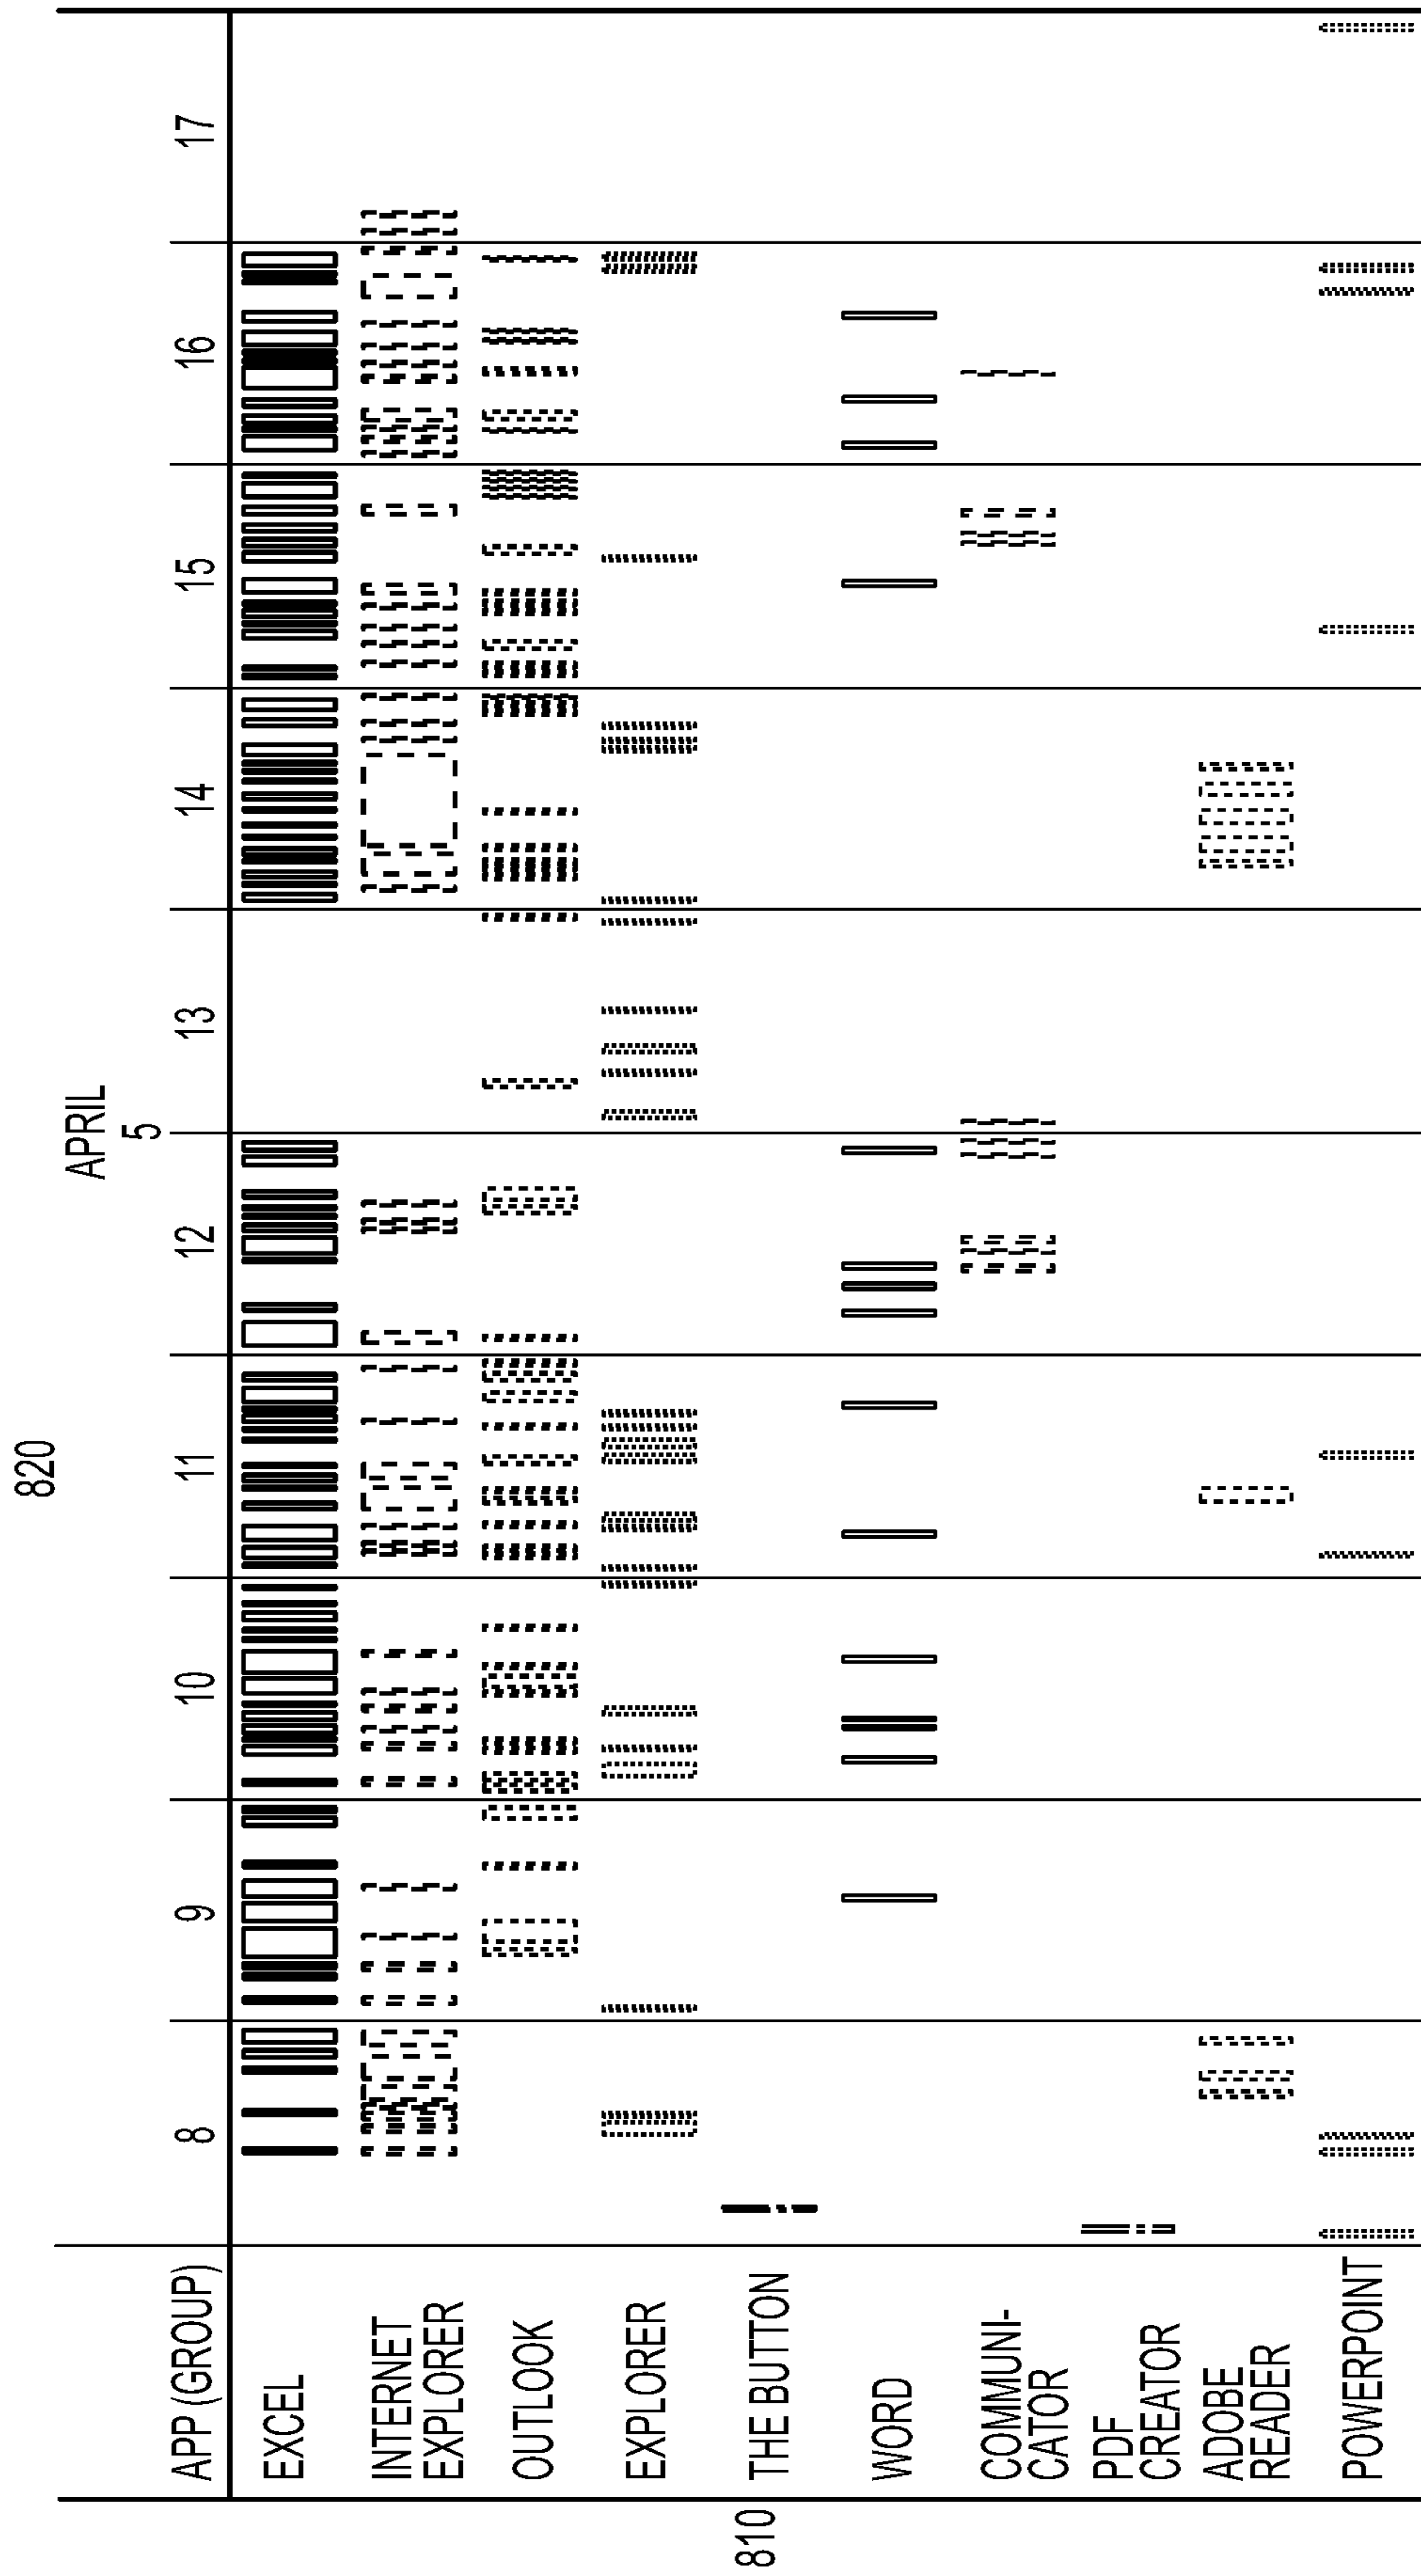 820
APRIL
5
APP (GROUP)
8
9
10
11
12
13
14
15
16
17
EXCEL
INTERNET
EXPLORER
OUTLOOK
EXPLORER
810
THE BUTTON
WORD
COMMUNI-
CATOR
PDF
CREATOR
ADOBE
READER
POWERPOINT